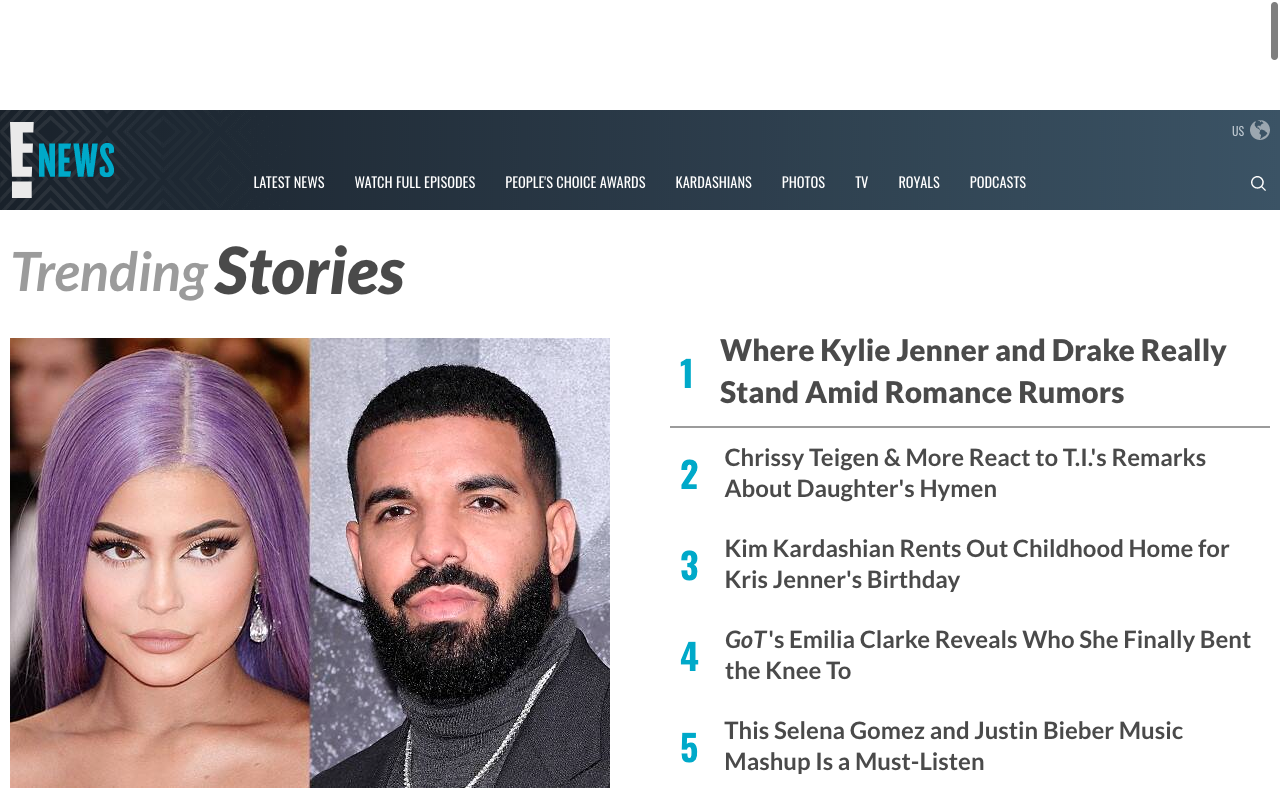 US
E! NEWS
LATEST NEWS WATCH FULL EPISODES PEOPLE'S CHOICE AWARDS KARDASHIANS PHOTOS TV ROYALS PODCASTS
Trending Stories
1 Where Kylie Jenner and Drake Really
Stand Amid Romance Rumors
2 Chrissy Teigen & More React to T.I.'s Remarks
About Daughter's Hymen
3 Kim Kardashian Rents Out Childhood Home for
Kris Jenner's Birthday
4 GoT's Emilia Clarke Reveals Who She Finally Bent
the Knee To
5 This Selena Gomez and Justin Bieber Music
Mashup Is a Must-Listen